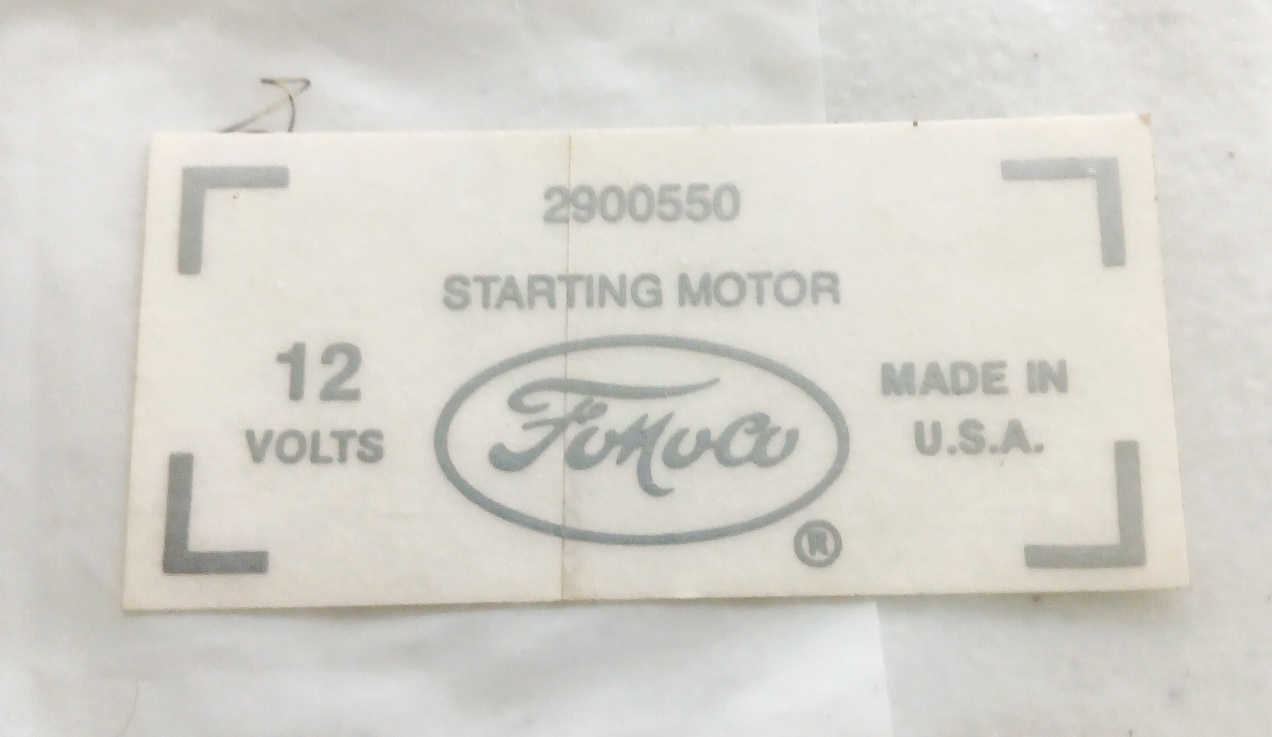 2900550
STARTING MOTOR
12
VOLTS
FoMoCo
®
MADE IN
U.S.A.